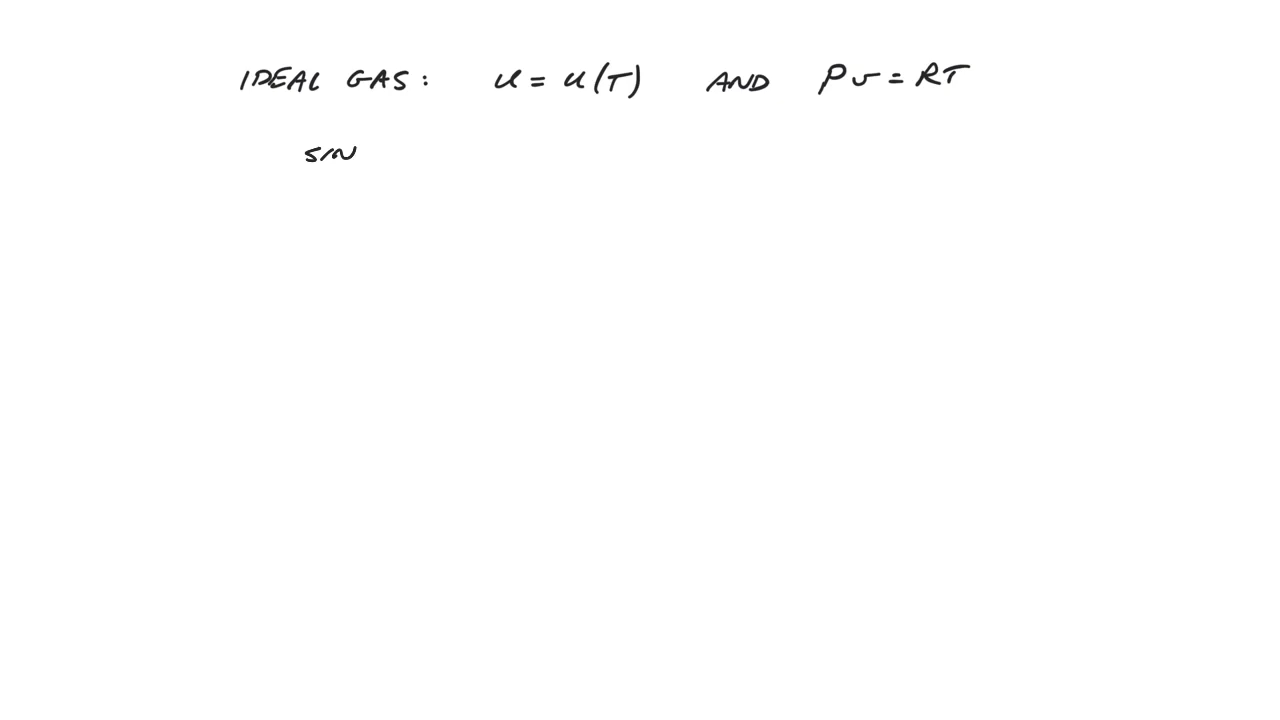 IDEAL GAS: u = u(T) AND Pv = RT
SIN